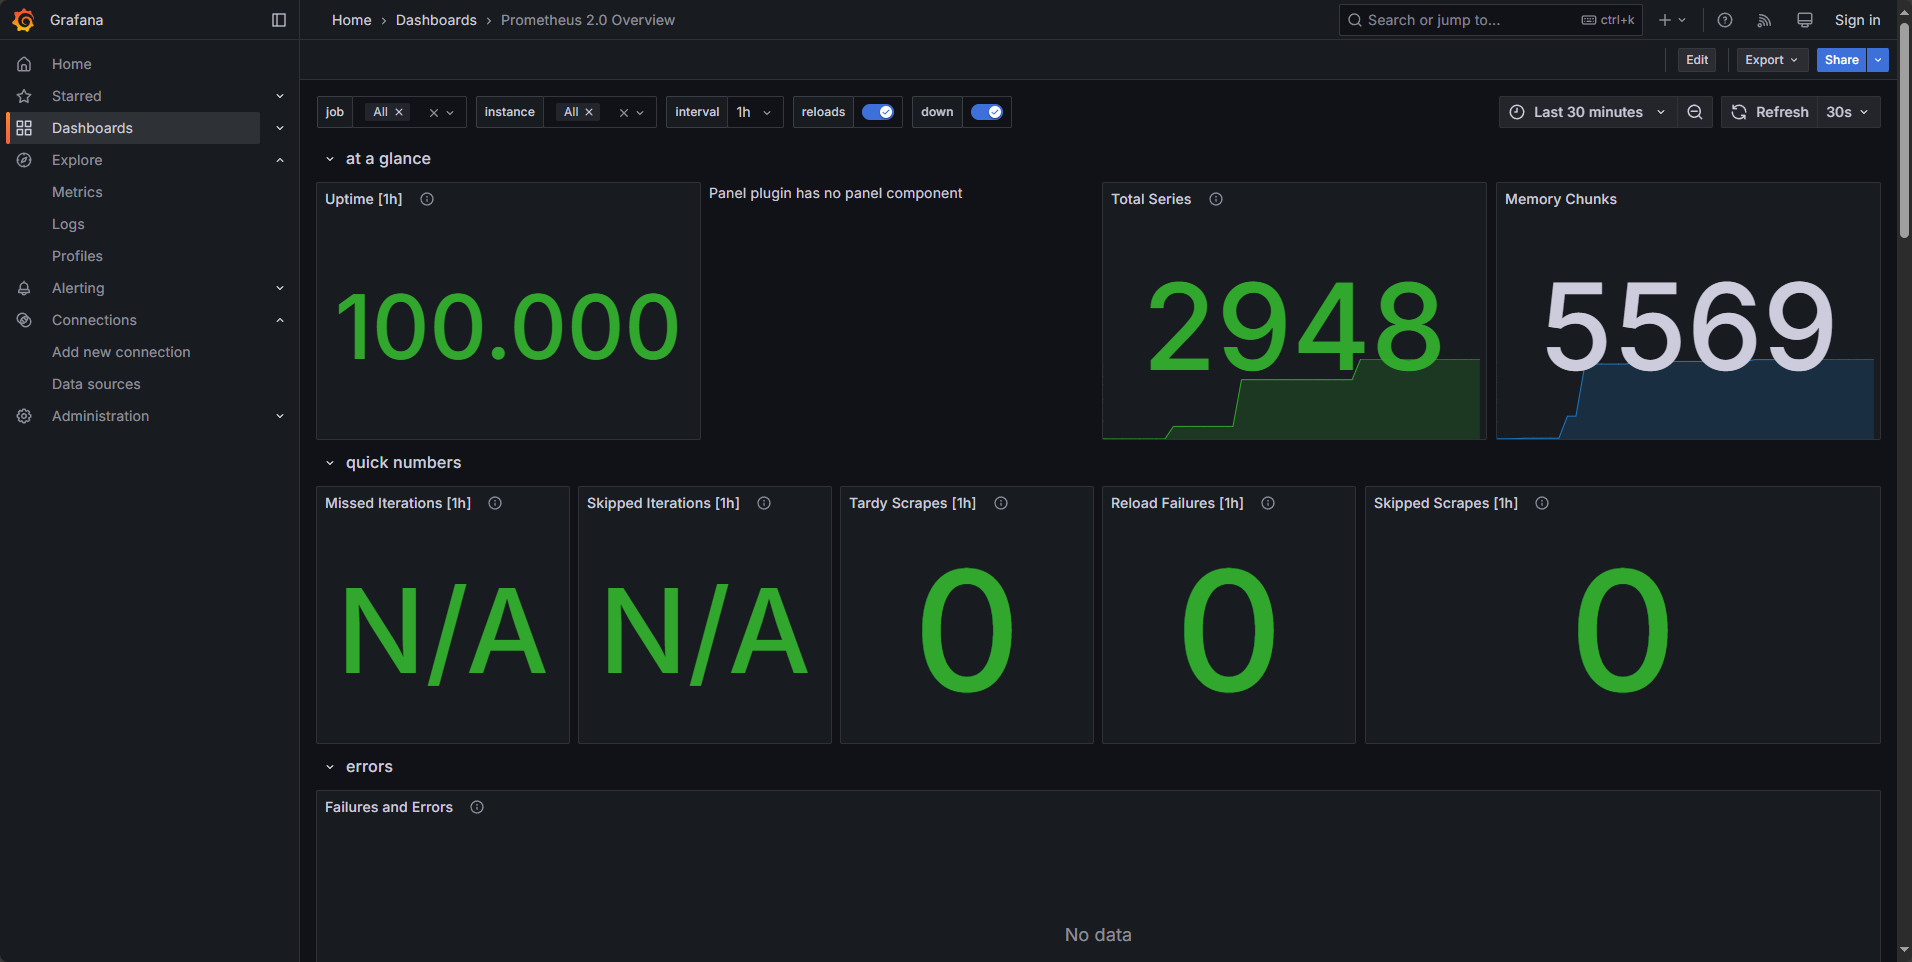 Grafana
Home › Dashboards › Prometheus 2.0 Overview
Search or jump to...
ctrl+k
Sign in
Edit
Export
Share
Home
Starred
Dashboards
Explore
Metrics
Logs
Profiles
Alerting
Connections
Add new connection
Data sources
Administration
job All
instance All
interval 1h
reloads
down
Last 30 minutes
Refresh 30s
at a glance
Uptime [1h]
100.000
Panel plugin has no panel component
Total Series
2948
Memory Chunks
5569
quick numbers
Missed Iterations [1h]
N/A
Skipped Iterations [1h]
N/A
Tardy Scrapes [1h]
0
Reload Failures [1h]
0
Skipped Scrapes [1h]
0
errors
Failures and Errors
No data